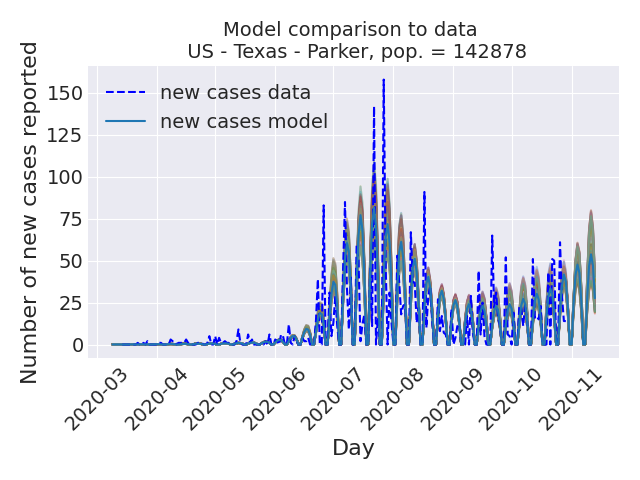 Model comparison to data
US - Texas - Parker, pop. = 142878
Number of new cases reported
150
125
100
75
50
25
0
new cases data
new cases model
2020-03
2020-04
2020-05
2020-06
2020-07
2020-08
2020-09
2020-10
2020-11
Day